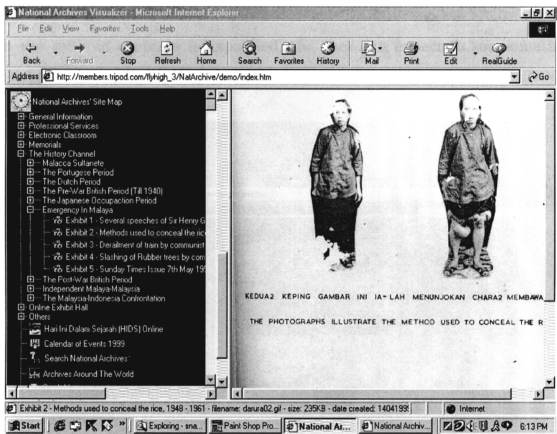 National Archives Visualizer - Microsoft Internet Explorer
File Edit View Favorites Tools Help
Back Forward Stop Refresh Home Search Favorites History Mail Print Edit RealGuide
Address http://members.tripod.com/flyhigh_3/NatArchive/demo/index.htm Go
National Archives' Site Map
General Information
Professional Services
Electronic Classroom
Memorials
The History Channel
Malacca Sultanete
The Portugese Period
The Dutch Period
The Pre-War British Period (Till 1940)
The Japanese Occupation Period
Emergency In Malaya
Exhibit 1 - Several speeches of Sir Henry G
Exhibit 2 - Methods used to conceal the rice
Exhibit 3 - Derailment of train by communist
Exhibit 4 - Slashing of Rubber trees by com
Exhibit 5 - Sunday Times Issue 7th May 195
The Post-War British Period
Independent Malaya-Malaysia
The Malaysia-Indonesia Confrontation
Online Exhibit Hall
Others
Hari Ini Dalam Sejarah (HIDS) Online
Calendar of Events 1999
Search National Archives
Archives Around The World
KEDUA2 KEPING GAMBAR INI IA-LAH MENUNJOKAN CHARA2 MEMBAWA
THE PHOTOGRAPHS ILLUSTRATE THE METHOD USED TO CONCEAL THE R
Exhibit 2 - Methods used to conceal the rice, 1948 - 1961 - filename: darura02.gif - size: 235KB - date created: 1404199 Internet
Start Exploring - sna... Paint Shop Pro... National Ar... National Archiv... 6:13 PM